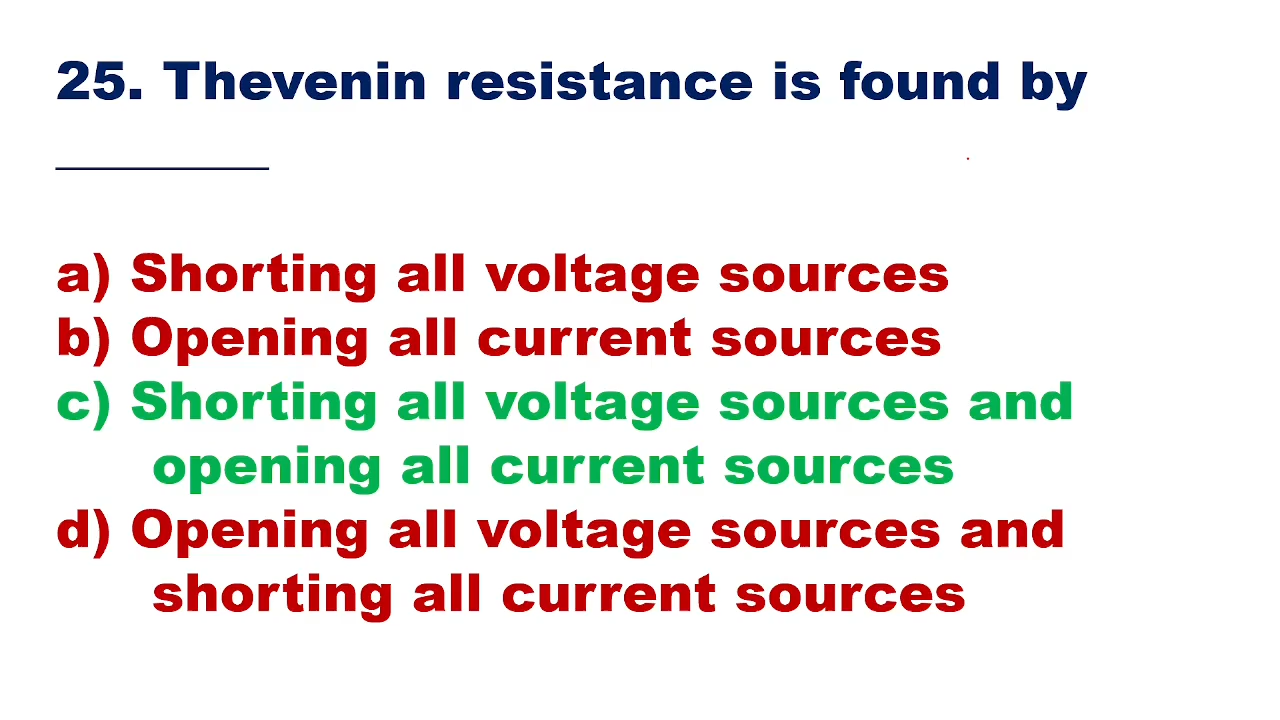 25. Thevenin resistance is found by
__________
a) Shorting all voltage sources
b) Opening all current sources
c) Shorting all voltage sources and
opening all current sources
d) Opening all voltage sources and
shorting all current sources